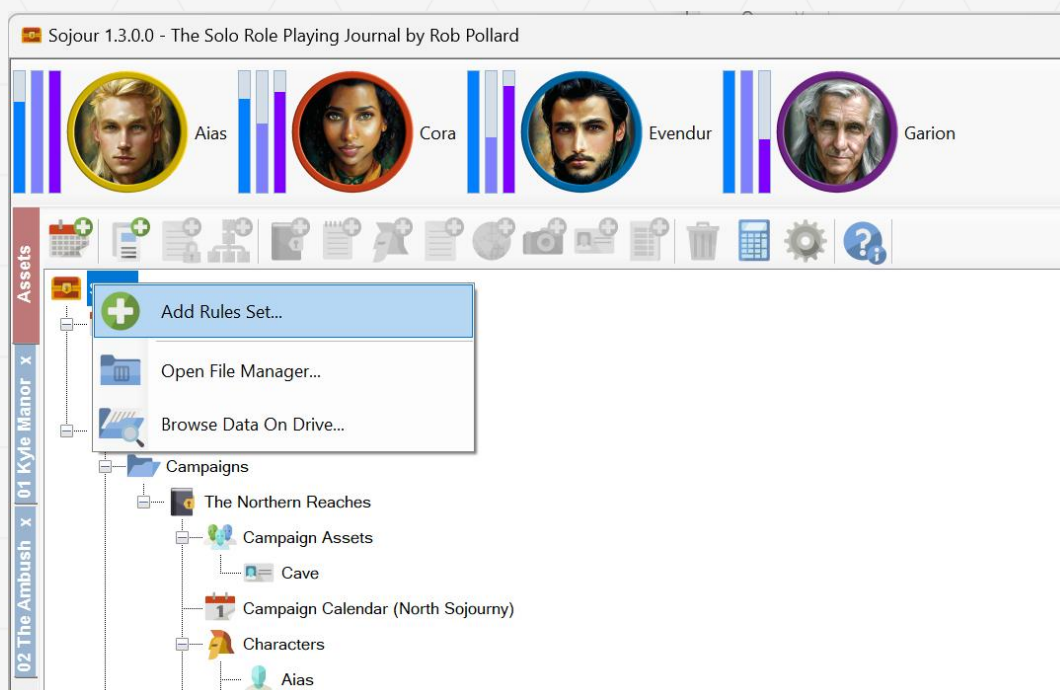 Sojour 1.3.0.0 - The Solo Role Playing Journal by Rob Pollard
Aias
Cora
Evendur
Garion
Assets
01 Kyle Manor x
02 The Ambush x
Add Rules Set...
Open File Manager...
Browse Data On Drive...
Campaigns
The Northern Reaches
Campaign Assets
Cave
1
Campaign Calendar (North Sojourny)
Characters
Aias